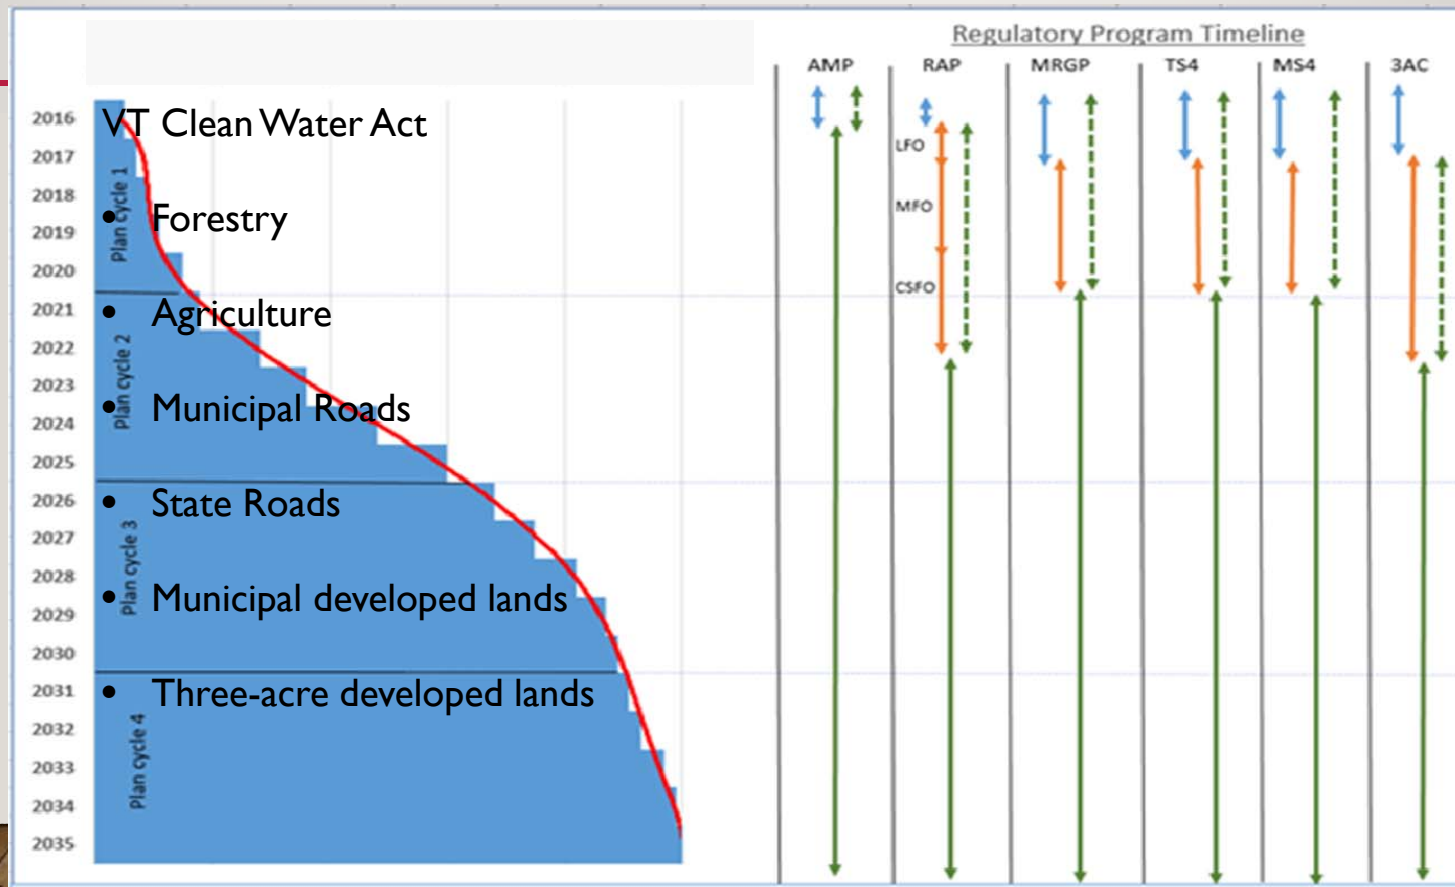 Regulatory Program Timeline
AMP RAP MRGP TS4 MS4 3AC
VT Clean Water Act
• Forestry
• Agriculture
• Municipal Roads
• State Roads
• Municipal developed lands
• Three-acre developed lands
2016
2017
2018
2019
2020
2021
2022
2023
2024
2025
2026
2027
2028
2029
2030
2031
2032
2033
2034
2035
Plan cycle 1
Plan cycle 2
Plan cycle 3
Plan cycle 4
LFO
MFO
CSFO